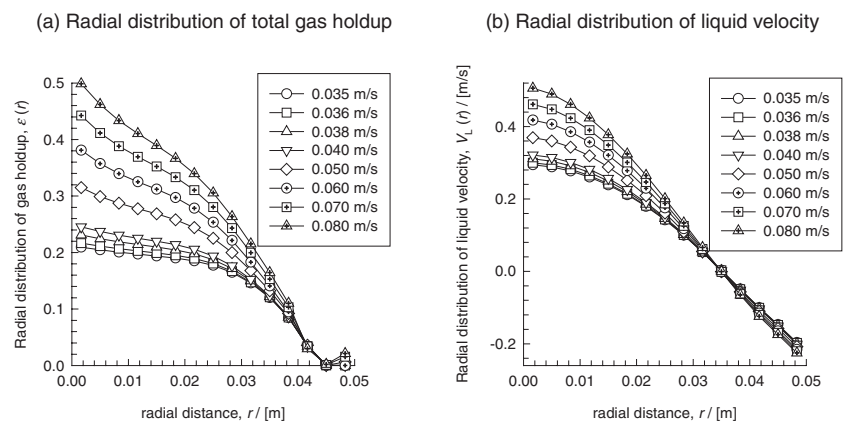 (a) Radial distribution of total gas holdup
(b) Radial distribution of liquid velocity
Radial distribution of gas holdup, ε (r)
0.5
0.4
0.3
0.2
0.1
0.0
0.00 0.01 0.02 0.03 0.04 0.05
radial distance, r / [m]
0.035 m/s
0.036 m/s
0.038 m/s
0.040 m/s
0.050 m/s
0.060 m/s
0.070 m/s
0.080 m/s
Radial distribution of liquid velocity, V_L (r) / [m/s]
0.4
0.2
0.0
-0.2
0.00 0.01 0.02 0.03 0.04 0.05
radial distance, r / [m]
0.035 m/s
0.036 m/s
0.038 m/s
0.040 m/s
0.050 m/s
0.060 m/s
0.070 m/s
0.080 m/s